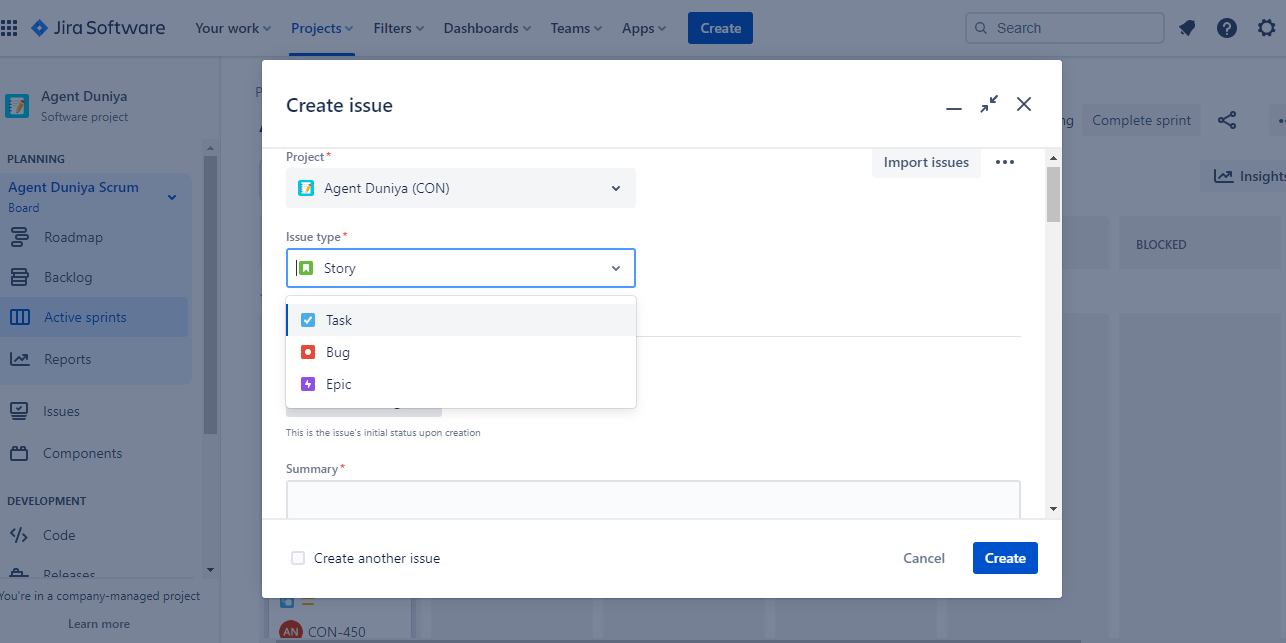 Jira Software
Your work
Projects
Filters
Dashboards
Teams
Apps
Create
Search
Agent Duniya
Software project
PLANNING
Agent Duniya Scrum
Board
Roadmap
Backlog
Active sprints
Reports
Issues
Components
DEVELOPMENT
Code
Releases
You're in a company-managed project
Learn more
Complete sprint
Insights
BLOCKED
AN CON-450
Create issue
Project*
Import issues
Agent Duniya (CON)
Issue type*
Story
Task
Bug
Epic
This is the issue's initial status upon creation
Summary*
Create another issue
Cancel
Create